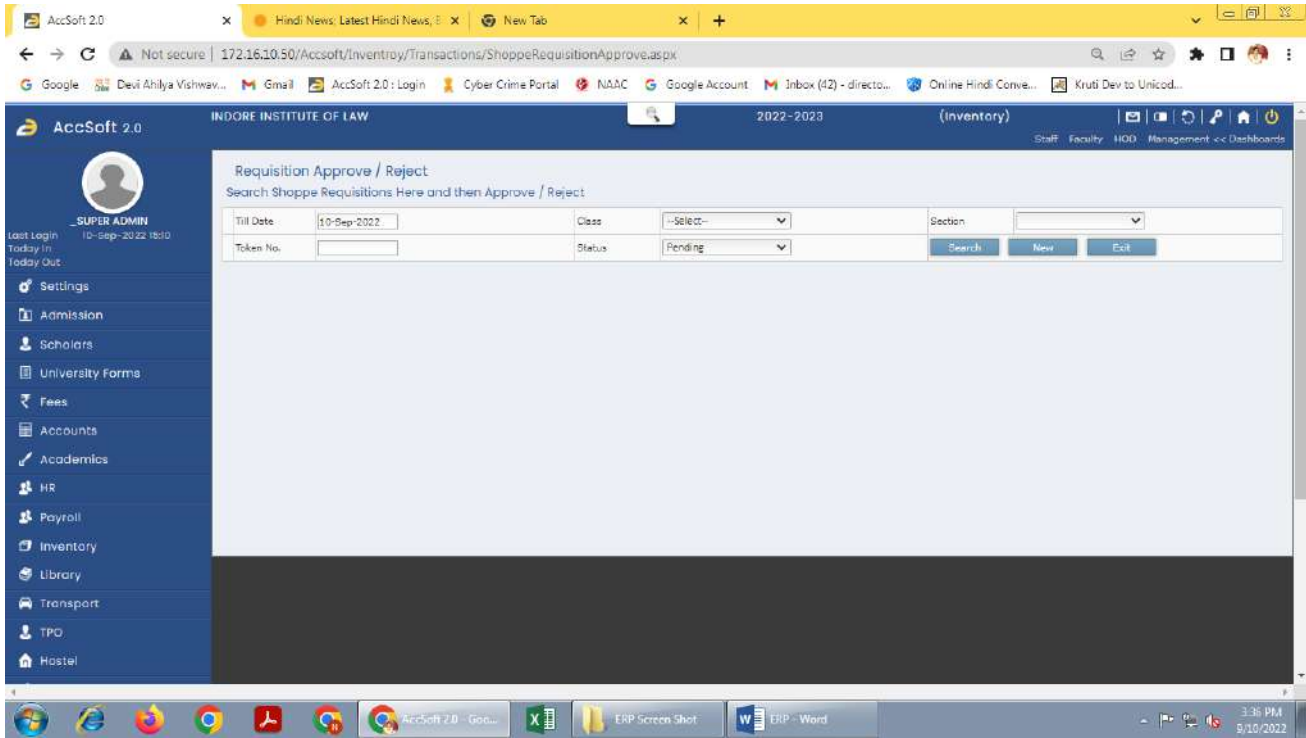 AccSoft 2.0
Hindi News: Latest Hindi News, E
New Tab
Not secure | 172.16.10.50/Accsoft/Inventroy/Transactions/ShoppeRequisitionApprove.aspx
Google Devi Ahilya Vishwav... Gmail AccSoft 2.0 : Login Cyber Crime Portal NAAC Google Account Inbox (42) - directo... Online Hindi Conve... Kruti Dev to Unicod...
AccSoft 2.0
INDORE INSTITUTE OF LAW 2022-2023 (Inventory)
Staff Faculty HOD Management << Dashboards
_SUPER ADMIN
Last Login 10-Sep-2022 15:10
Today In
Today Out
Settings
Admission
Scholars
University Forms
Fees
Accounts
Academics
HR
Payroll
Inventory
Library
Transport
TPO
Hostel
Requisition Approve / Reject
Search Shoppe Requisitions Here and then Approve / Reject
Till Date 10-Sep-2022 Class --Select-- Section
Token No. Status Pending Search New Exit
AccSoft 2.0 - Goo... ERP Screen Shot ERP - Word
3:36 PM
9/10/2022